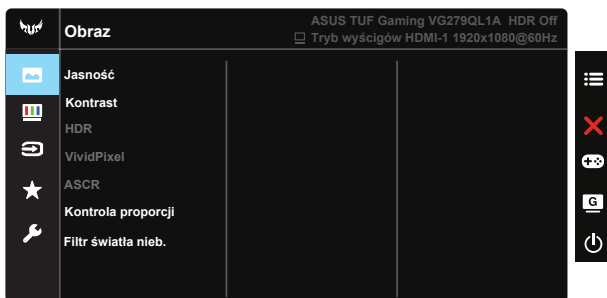 Obraz
ASUS TUF Gaming VG279QL1A HDR Off
Tryb wyścigów HDMI-1 1920x1080@60Hz
Jasność
Kontrast
HDR
VividPixel
ASCR
Kontrola proporcji
Filtr światła nieb.
G